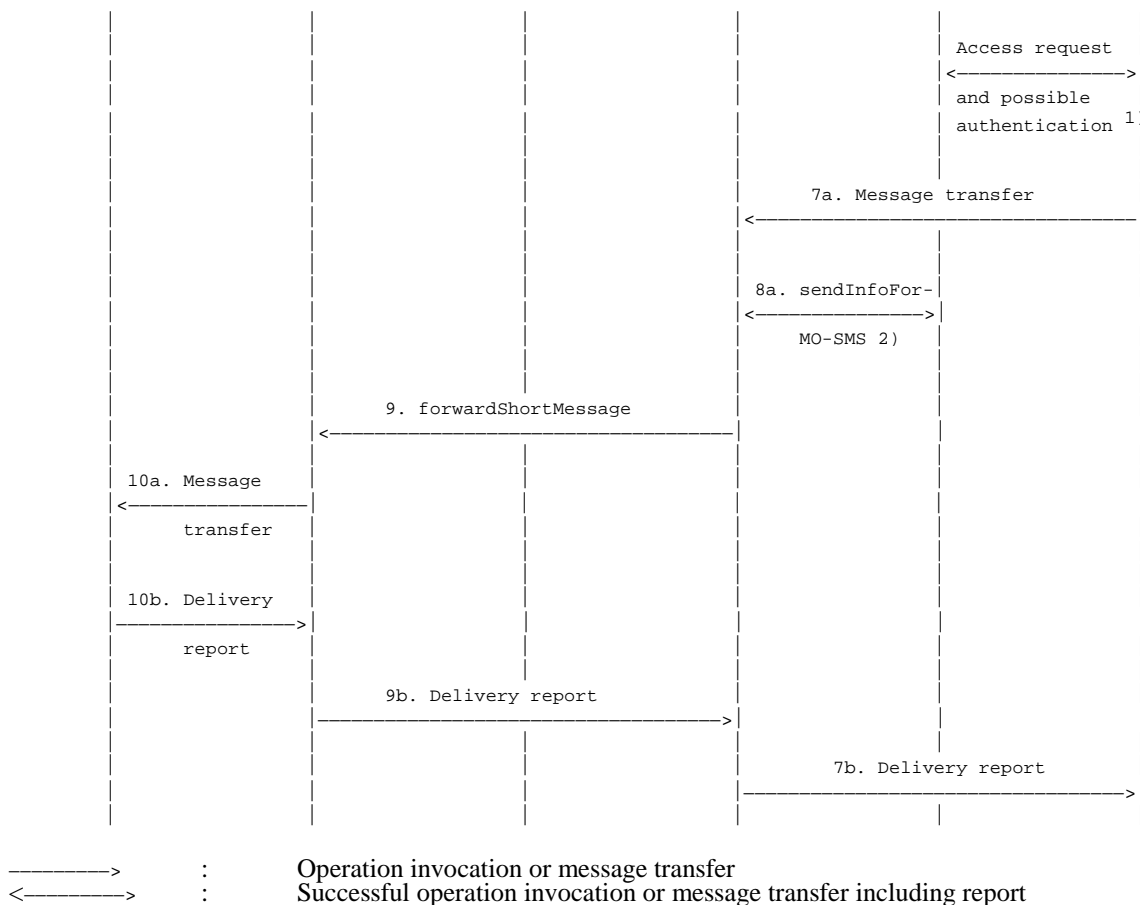 Access request
and possible
authentication 1)
7a. Message transfer
8a. sendInfoFor-
MO-SMS 2)
9. forwardShortMessage
10a. Message
transfer
10b. Delivery
report
9b. Delivery report
7b. Delivery report
: Operation invocation or message transfer
: Successful operation invocation or message transfer including report